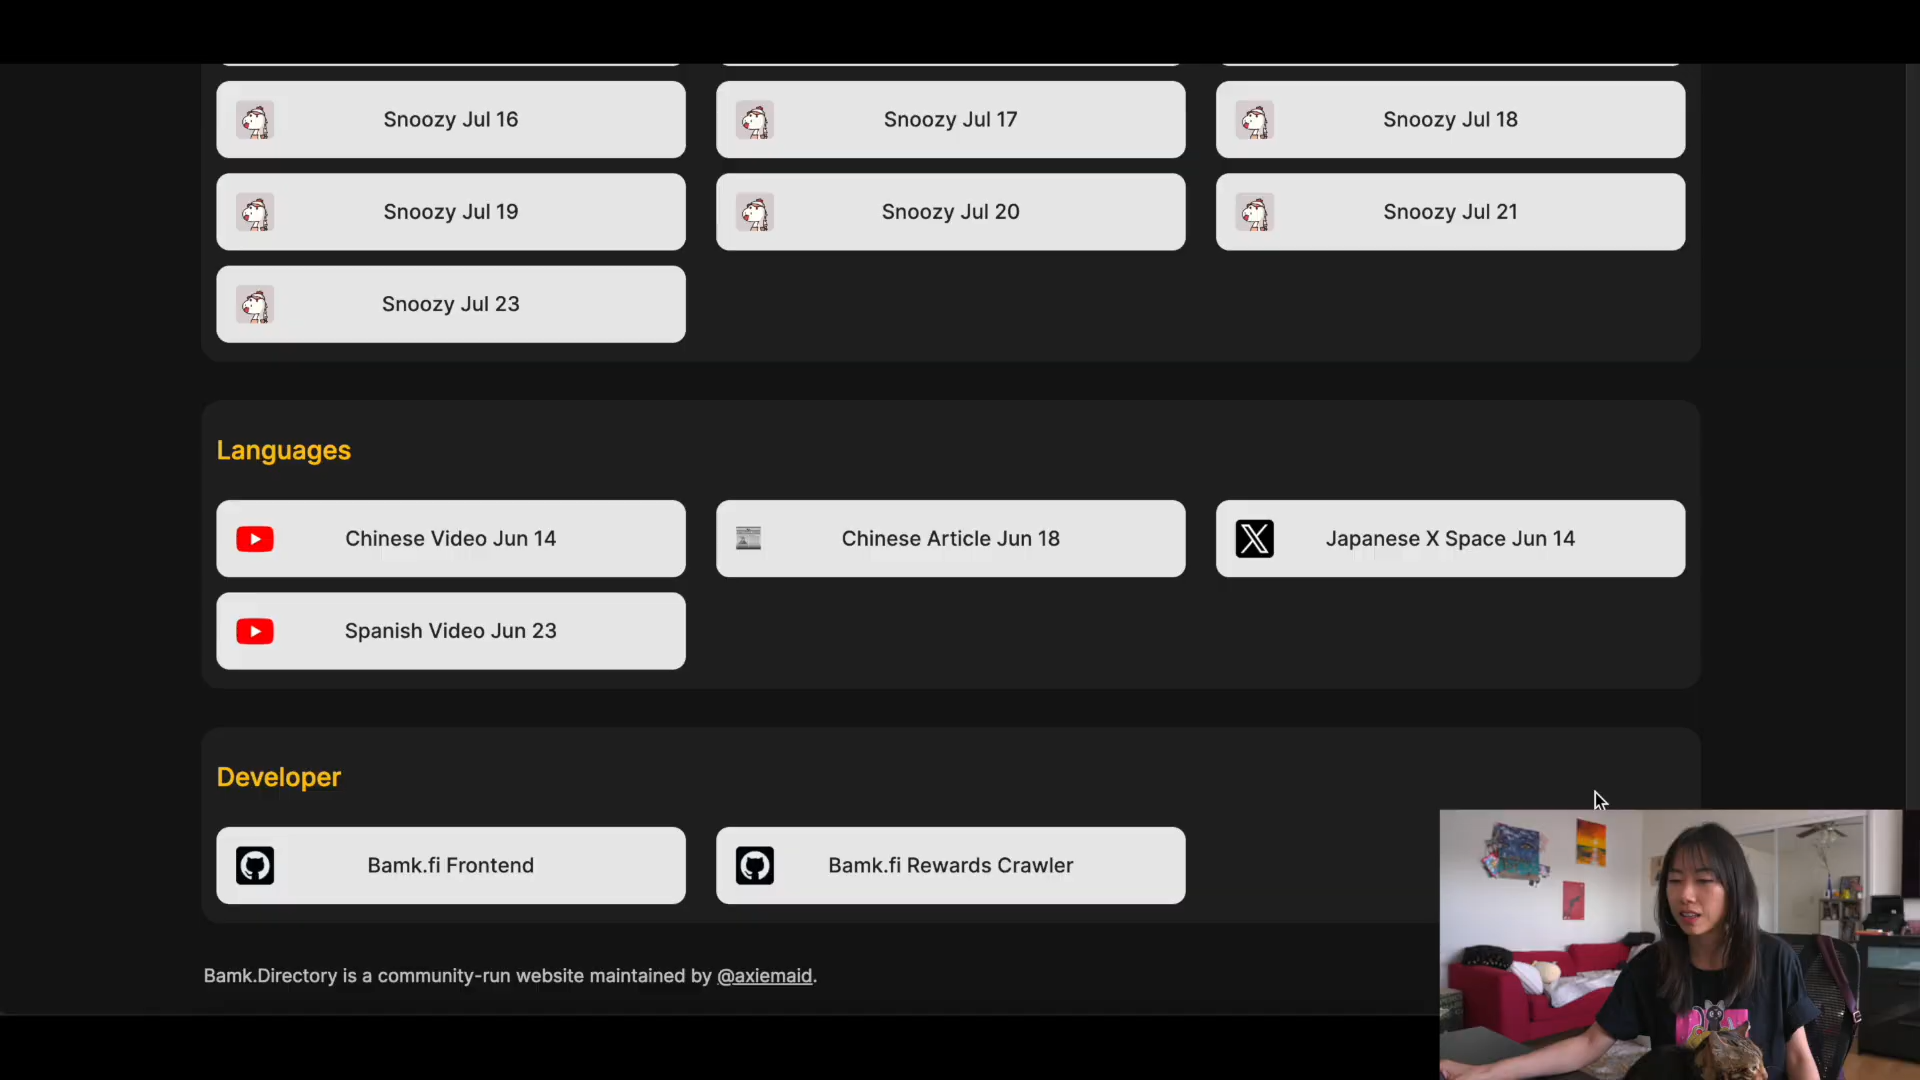 Snoozy Jul 16
Snoozy Jul 17
Snoozy Jul 18
Snoozy Jul 19
Snoozy Jul 20
Snoozy Jul 21
Snoozy Jul 23
Languages
Chinese Video Jun 14
Chinese Article Jun 18
Japanese X Space Jun 14
Spanish Video Jun 23
Developer
Bamk.fi Frontend
Bamk.fi Rewards Crawler
Bamk.Directory is a community-run website maintained by @axiemaid.